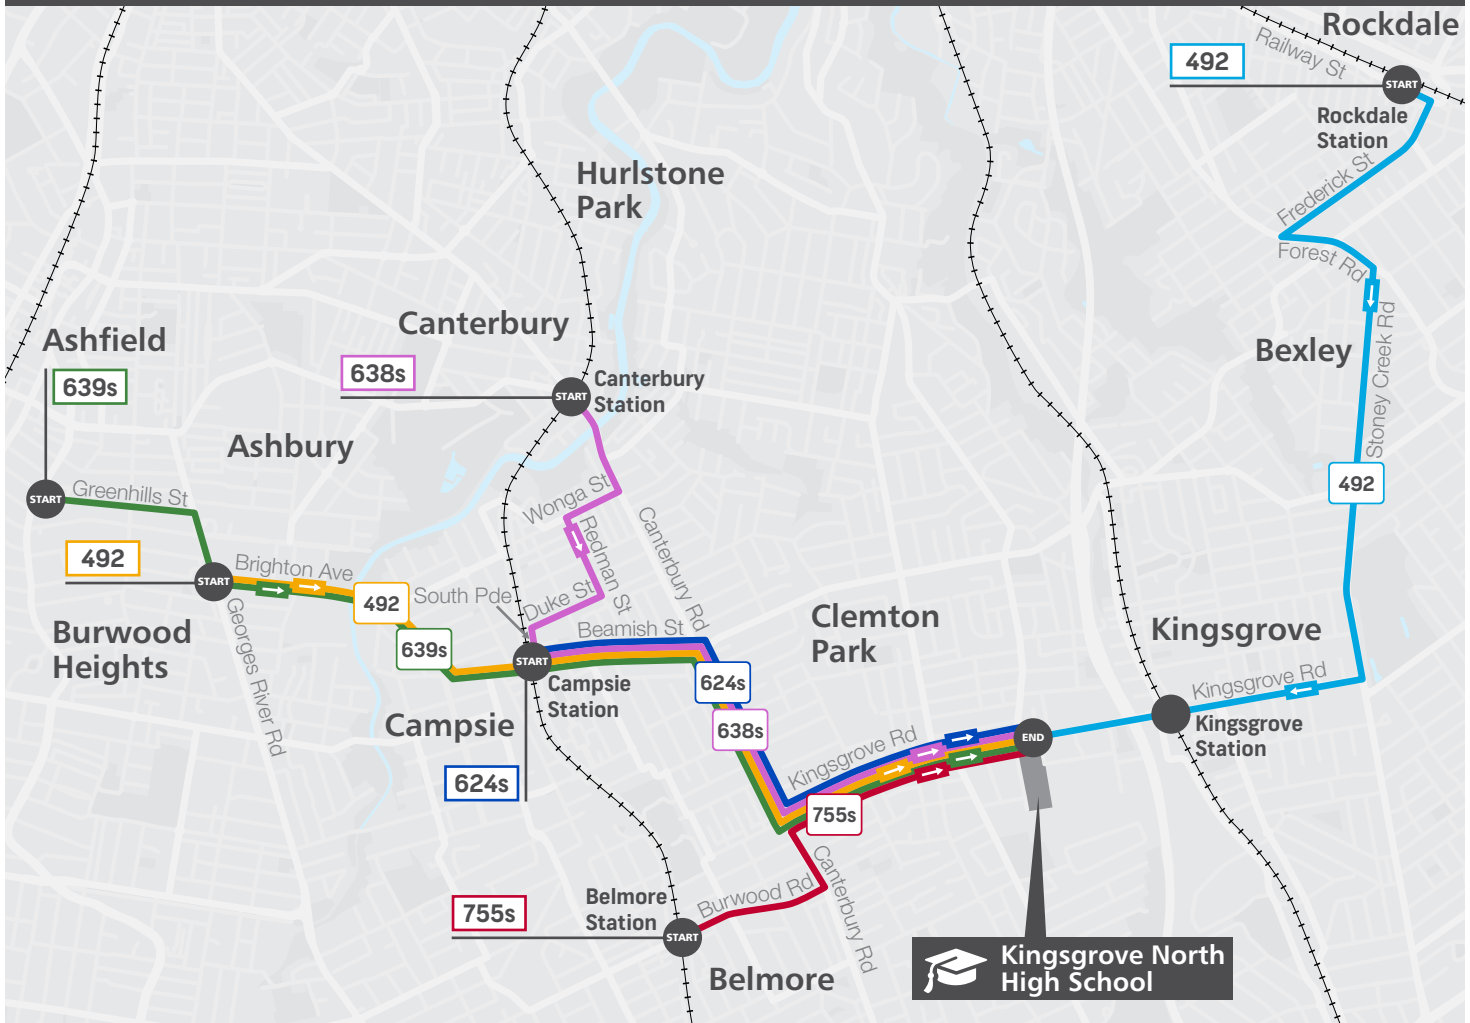 Rockdale
Railway St
492
START
Rockdale
Station
Frederick St
Forest Rd
Hurlstone
Park
Canterbury
638s
START
Canterbury
Station
Ashfield
639s
Bexley
Stoney Creek Rd
492
Ashbury
START
Greenhills St
Wonga St
Redman St
Canterbury Rd
492
START
Brighton Ave
492
South Pde
Duke St
Beamish St
639s
Burwood
Heights
Georges River Rd
START
Campsie
Station
Campsie
624s
624s
638s
Clemton
Park
Kingsgrove
Kingsgrove Rd
Kingsgrove
Station
Kingsgrove Rd
END
755s
Canterbury Rd
Burwood Rd
Belmore
Station
755s
START
Belmore
Kingsgrove North
High School